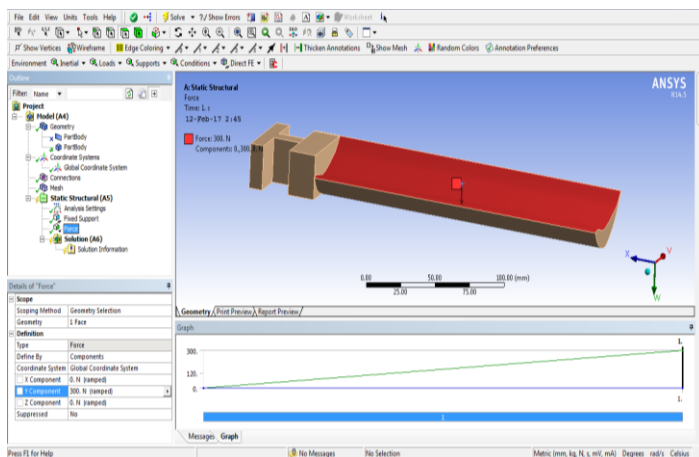 File Edit View Units Tools Help Solve ?/ Show Errors Worksheet
Show Vertices Wireframe Edge Coloring Thicken Annotations Show Mesh Random Colors Annotation Preferences
Environment Inertial Loads Supports Conditions Direct FE
Outline
Filter: Name
Project
Model (A4)
Geometry
PartBody
PartBody
Coordinate Systems
Global Coordinate System
Connections
Mesh
Static Structural (A5)
Analysis Settings
Fixed Support
Force
Solution (A6)
Solution Information
A: Static Structural
Force
Time: 1. s
12-Feb-17 2:45
Force: 300. N
Components: 0.,300.,0. N
ANSYS
R14.5
0.00 50.00 100.00 (mm)
25.00 75.00
X Y
Geometry Print Preview Report Preview
Details of "Force"
Scope
Scoping Method Geometry Selection
Geometry 1 Face
Definition
Type Force
Define By Components
Coordinate System Global Coordinate System
X Component 0. N (ramped)
Y Component 300. N (ramped)
Z Component 0. N (ramped)
Suppressed No
Graph
1.
300.
120.
0.
1.
1
Messages Graph
Press F1 for Help No Messages No Selection Metric (mm, kg, N, s, mV, mA) Degrees rad/s Celsius